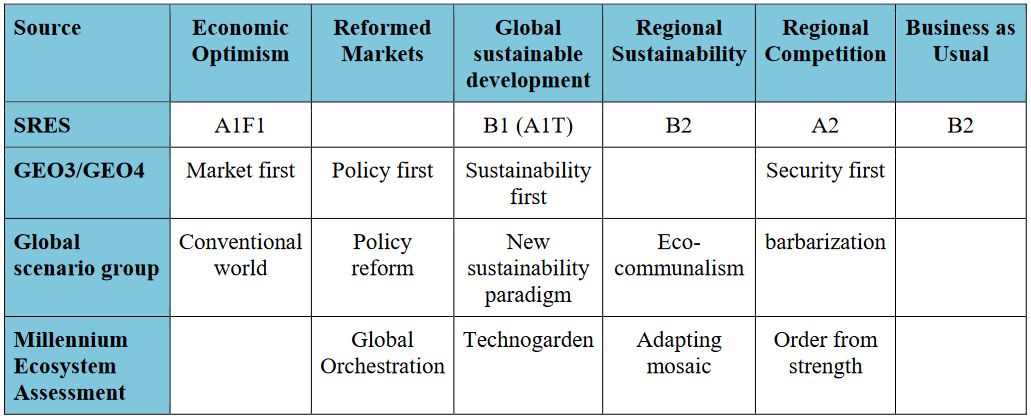 Source
Economic
Optimism
Reformed
Markets
Global
sustainable
development
Regional
Sustainability
Regional
Competition
Business as
Usual
SRES
A1F1
B1 (A1T)
B2
A2
B2
GEO3/GEO4
Market first
Policy first
Sustainability
first
Security first
Global
scenario group
Conventional
world
Policy
reform
New
sustainability
paradigm
Eco-
communalism
barbarization
Millennium
Ecosystem
Assessment
Global
Orchestration
Technogarden
Adapting
mosaic
Order from
strength